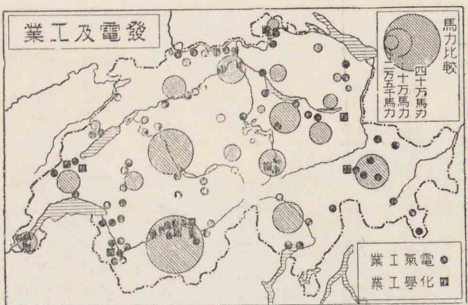 發電及工業
馬力比較
四十万馬力
十万馬力
二万五千馬力
電氣工業
化學工業